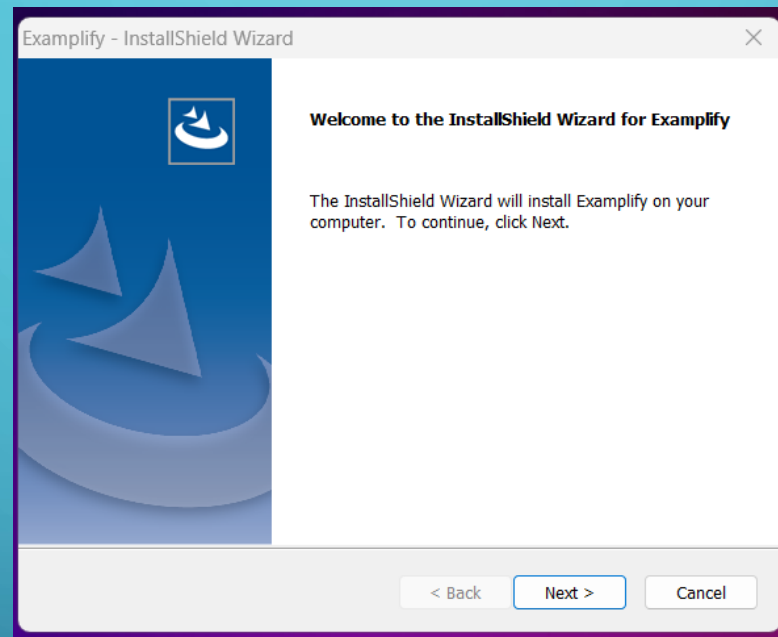 Examplify - InstallShield Wizard
Welcome to the InstallShield Wizard for Examplify
The InstallShield Wizard will install Examplify on your
computer. To continue, click Next.
< Back Next > Cancel